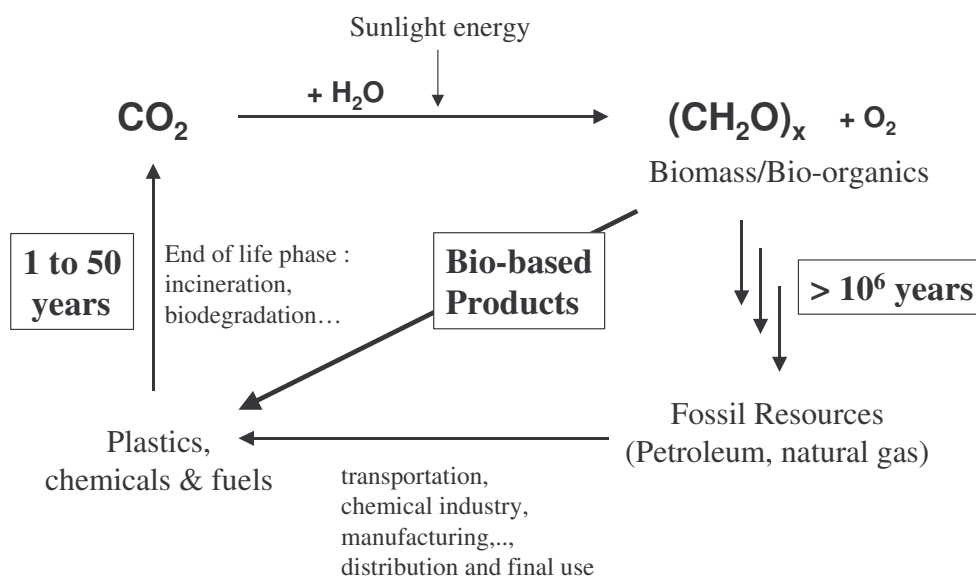 Sunlight energy
+ H₂O
CO₂
(CH₂O)ₓ + O₂
Biomass/Bio-organics
1 to 50
years
End of life phase :
incineration,
biodegradation…
Bio-based
Products
> 10⁶ years
Fossil Resources
(Petroleum, natural gas)
Plastics,
chemicals & fuels
transportation,
chemical industry,
manufacturing,..,
distribution and final use